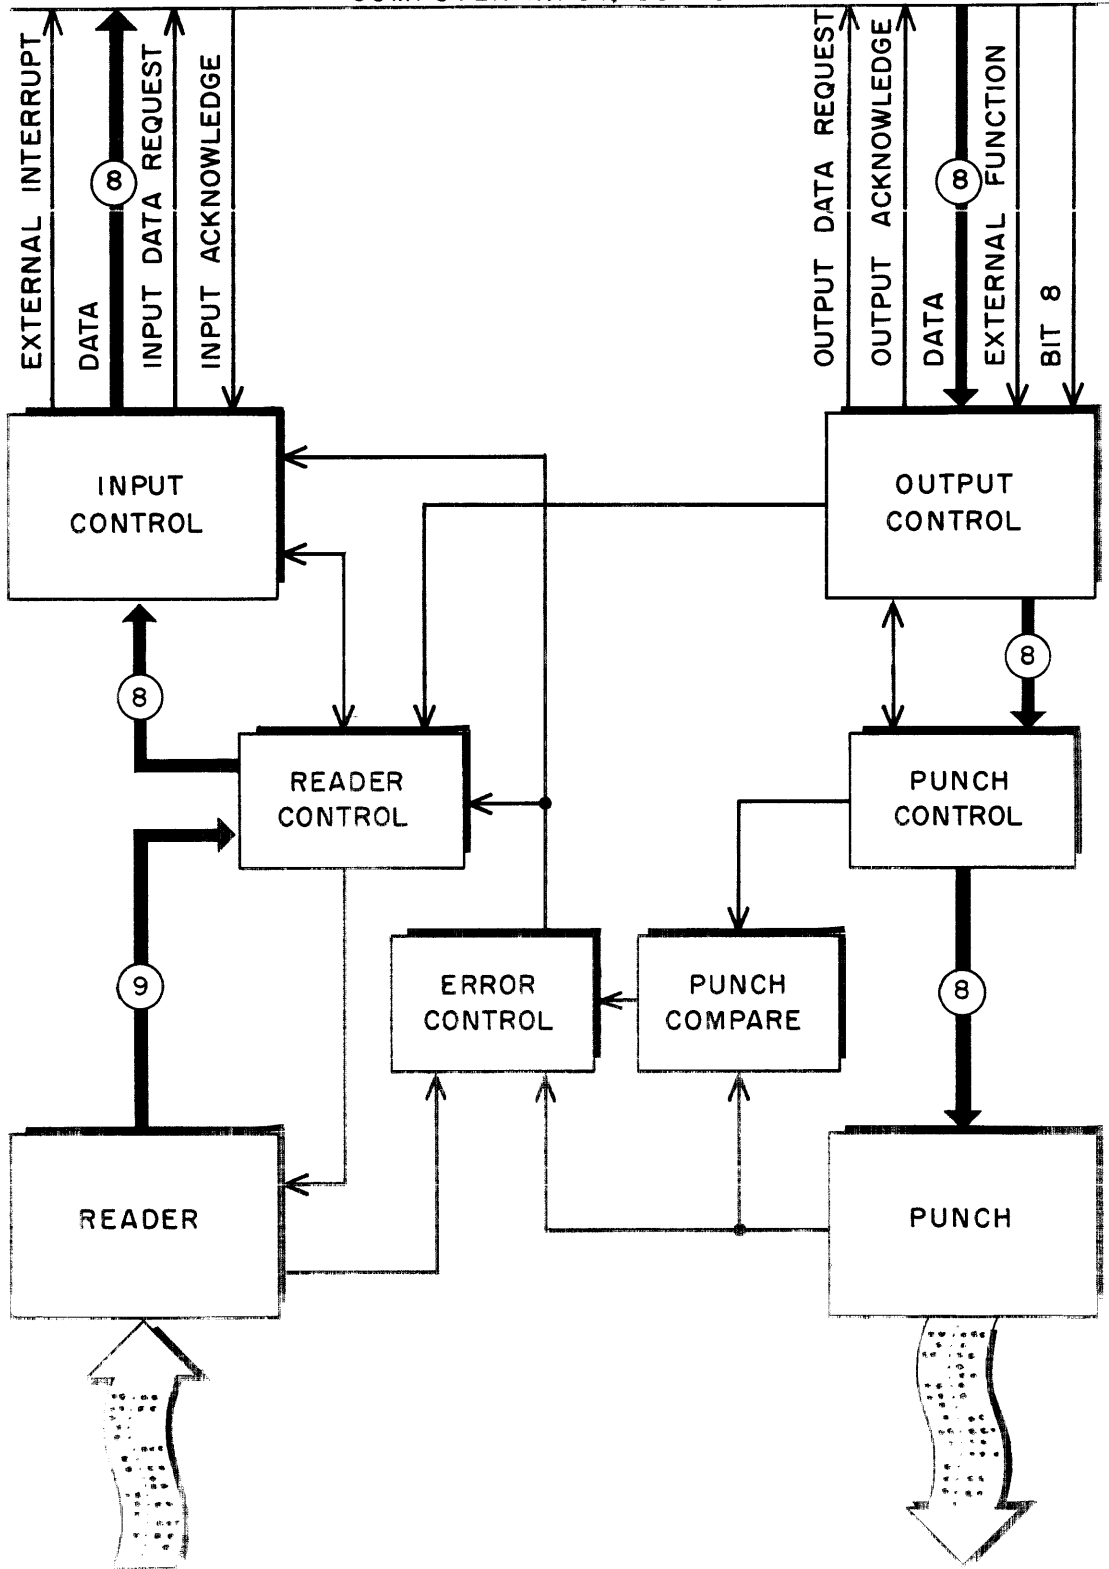 EXTERNAL INTERRUPT
DATA
8
INPUT DATA REQUEST
INPUT ACKNOWLEDGE
OUTPUT DATA REQUEST
OUTPUT ACKNOWLEDGE
DATA
8
EXTERNAL FUNCTION
BIT 8
INPUT
CONTROL
OUTPUT
CONTROL
8
8
READER
CONTROL
PUNCH
CONTROL
9
ERROR
CONTROL
PUNCH
COMPARE
8
READER
PUNCH